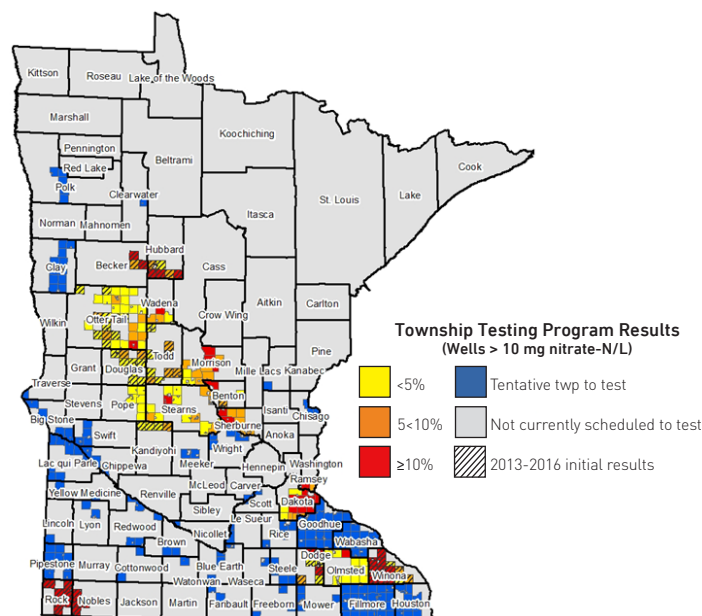 Kittson
Roseau
Lake of the Woods
Marshall
Koochiching
Pennington
Beltrami
Red Lake
Cook
Polk
Clearwater
St. Louis
Lake
Itasca
Norman
Mahnomen
Hubbard
Clay
Becker
Cass
Aitkin
Carlton
Wadena
Crow Wing
Otter Tail
Wilkin
Pine
Todd
Morrison
Grant
Douglas
Mille Lacs
Kanabec
Traverse
Benton
Stevens
Pope
Stearns
Isanti
Chisago
Big Stone
Sherburne
Swift
Anoka
Kandiyohi
Wright
Lac qui Parle
Chippewa
Meeker
Hennepin
Washington
Ramsey
McLeod
Carver
Yellow Medicine
Renville
Dakota
Scott
Sibley
Le Sueur
Goodhue
Lincoln
Lyon
Redwood
Nicollet
Rice
Wabasha
Brown
Dodge
Pipestone
Murray
Cottonwood
Blue Earth
Steele
Olmsted
Winona
Watonwan
Waseca
Rock
Nobles
Jackson
Martin
Faribault
Freeborn
Mower
Fillmore
Houston
Township Testing Program Results
(Wells > 10 mg nitrate-N/L)
<5%
Tentative twp to test
5<10%
Not currently scheduled to test
≥10%
2013-2016 initial results